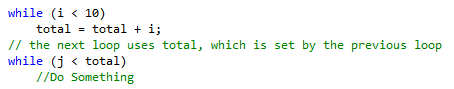 while (i < 10)
    total = total + i;
// the next loop uses total, which is set by the previous loop
while (j < total)
    //Do Something